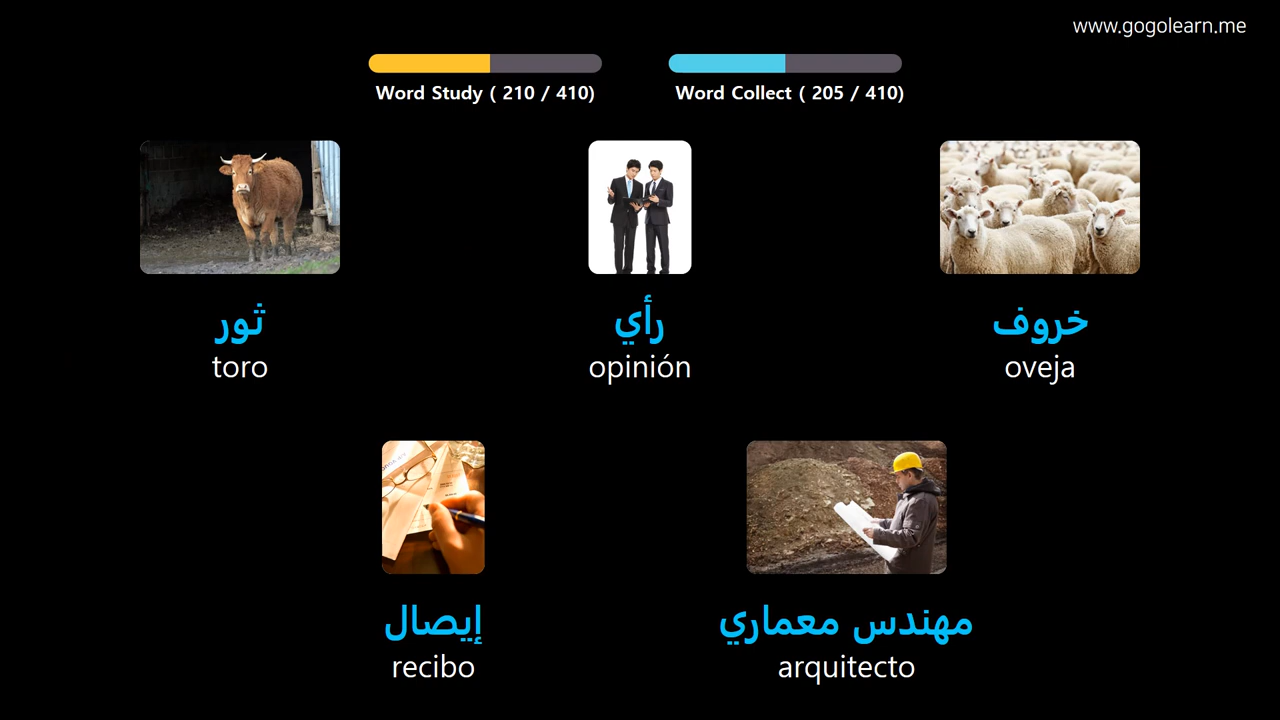 www.gogolearn.me
Word Study ( 210 / 410)
Word Collect ( 205 / 410)
ثور
toro
رأي
opinión
خروف
oveja
إيصال
recibo
مهندس معماري
arquitecto